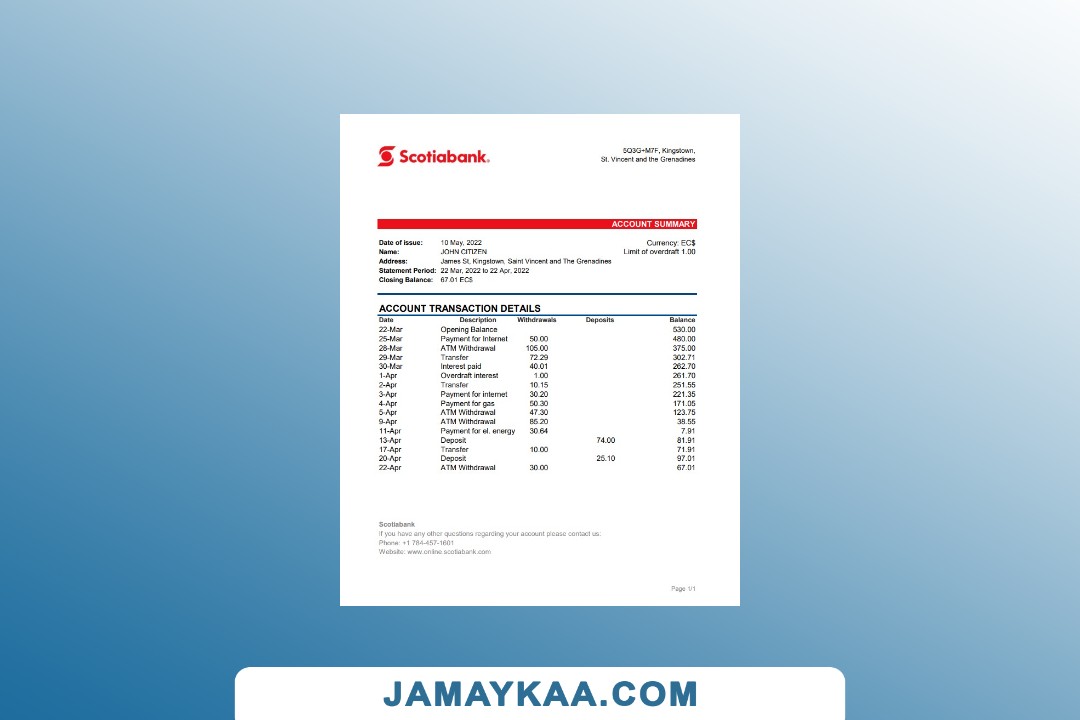 Scotiabank.
5Q3G+M7F, Kingstown,
St. Vincent and the Grenadines
ACCOUNT SUMMARY
Date of issue: 10 May, 2022
Currency: EC$
Name: JOHN CITIZEN
Limit of overdraft 1.00
Address: James St, Kingstown, Saint Vincent and The Grenadines
Statement Period: 22 Mar, 2022 to 22 Apr, 2022
Closing Balance: 67.01 EC$
ACCOUNT TRANSACTION DETAILS
Date Description Withdrawals Deposits Balance
22-Mar Opening Balance 530.00
25-Mar Payment for Internet 50.00 480.00
28-Mar ATM Withdrawal 105.00 375.00
29-Mar Transfer 72.29 302.71
30-Mar Interest paid 40.01 262.70
1-Apr Overdraft interest 1.00 261.70
2-Apr Transfer 10.15 251.55
3-Apr Payment for internet 30.20 221.35
4-Apr Payment for gas 50.30 171.05
5-Apr ATM Withdrawal 47.30 123.75
9-Apr ATM Withdrawal 85.20 38.55
11-Apr Payment for el. energy 30.64 7.91
13-Apr Deposit 74.00 81.91
17-Apr Transfer 10.00 71.91
20-Apr Deposit 25.10 97.01
22-Apr ATM Withdrawal 30.00 67.01
Scotiabank
If you have any other questions regarding your account please contact us:
Phone: +1 784-457-1601
Website: www.online.scotiabank.com
Page 1/1
JAMAYKAA.COM